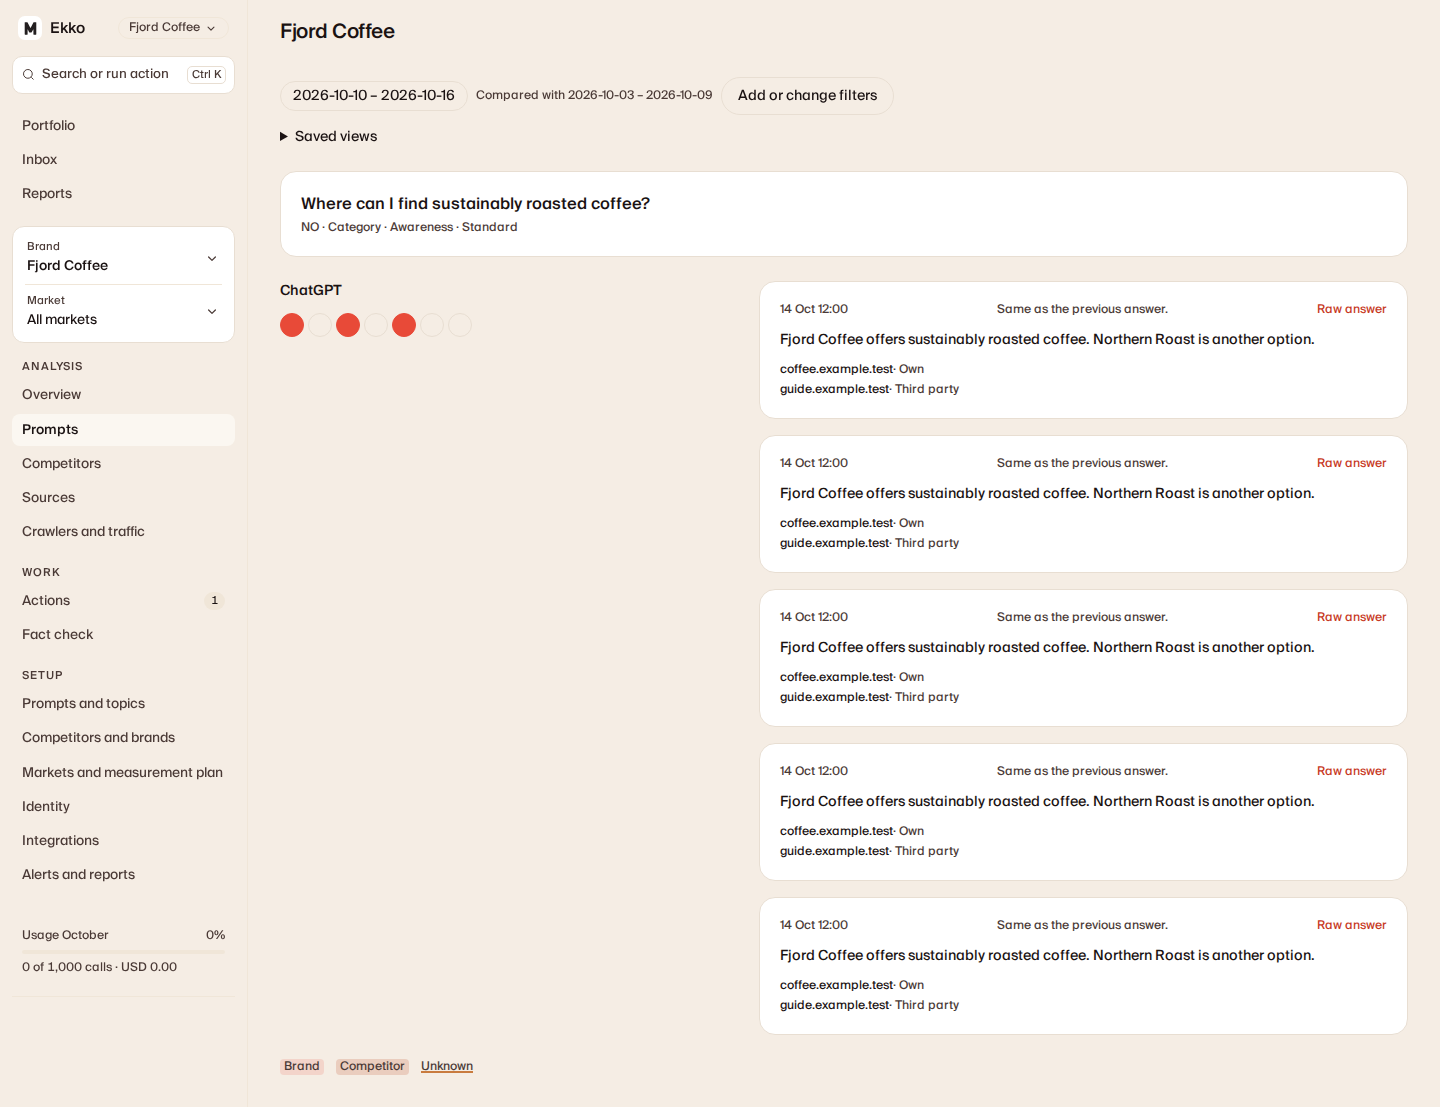 Ekko
Fjord Coffee
Search or run action
Ctrl K
Portfolio
Inbox
Reports
Brand
Fjord Coffee
Market
All markets
ANALYSIS
Overview
Prompts
Competitors
Sources
Crawlers and traffic
WORK
Actions
1
Fact check
SETUP
Prompts and topics
Competitors and brands
Markets and measurement plan
Identity
Integrations
Alerts and reports
Usage October
0%
0 of 1,000 calls · USD 0.00
Fjord Coffee
2026-10-10 – 2026-10-16
Compared with 2026-10-03 – 2026-10-09
Add or change filters
Saved views
Where can I find sustainably roasted coffee?
NO · Category · Awareness · Standard
ChatGPT
14 Oct 12:00
Same as the previous answer.
Raw answer
Fjord Coffee offers sustainably roasted coffee. Northern Roast is another option.
coffee.example.test· Own
guide.example.test· Third party
14 Oct 12:00
Same as the previous answer.
Raw answer
Fjord Coffee offers sustainably roasted coffee. Northern Roast is another option.
coffee.example.test· Own
guide.example.test· Third party
14 Oct 12:00
Same as the previous answer.
Raw answer
Fjord Coffee offers sustainably roasted coffee. Northern Roast is another option.
coffee.example.test· Own
guide.example.test· Third party
14 Oct 12:00
Same as the previous answer.
Raw answer
Fjord Coffee offers sustainably roasted coffee. Northern Roast is another option.
coffee.example.test· Own
guide.example.test· Third party
14 Oct 12:00
Same as the previous answer.
Raw answer
Fjord Coffee offers sustainably roasted coffee. Northern Roast is another option.
coffee.example.test· Own
guide.example.test· Third party
Brand
Competitor
Unknown